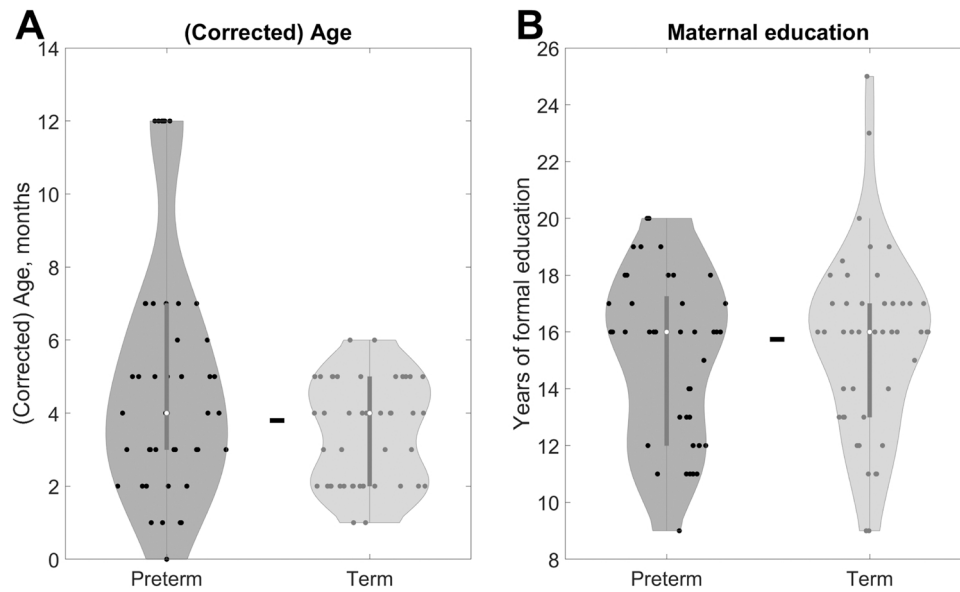 A
(Corrected) Age
(Corrected) Age, months
14
12
10
8
6
4
2
0
Preterm
Term
B
Maternal education
Years of formal education
26
24
22
20
18
16
14
12
10
8
Preterm
Term